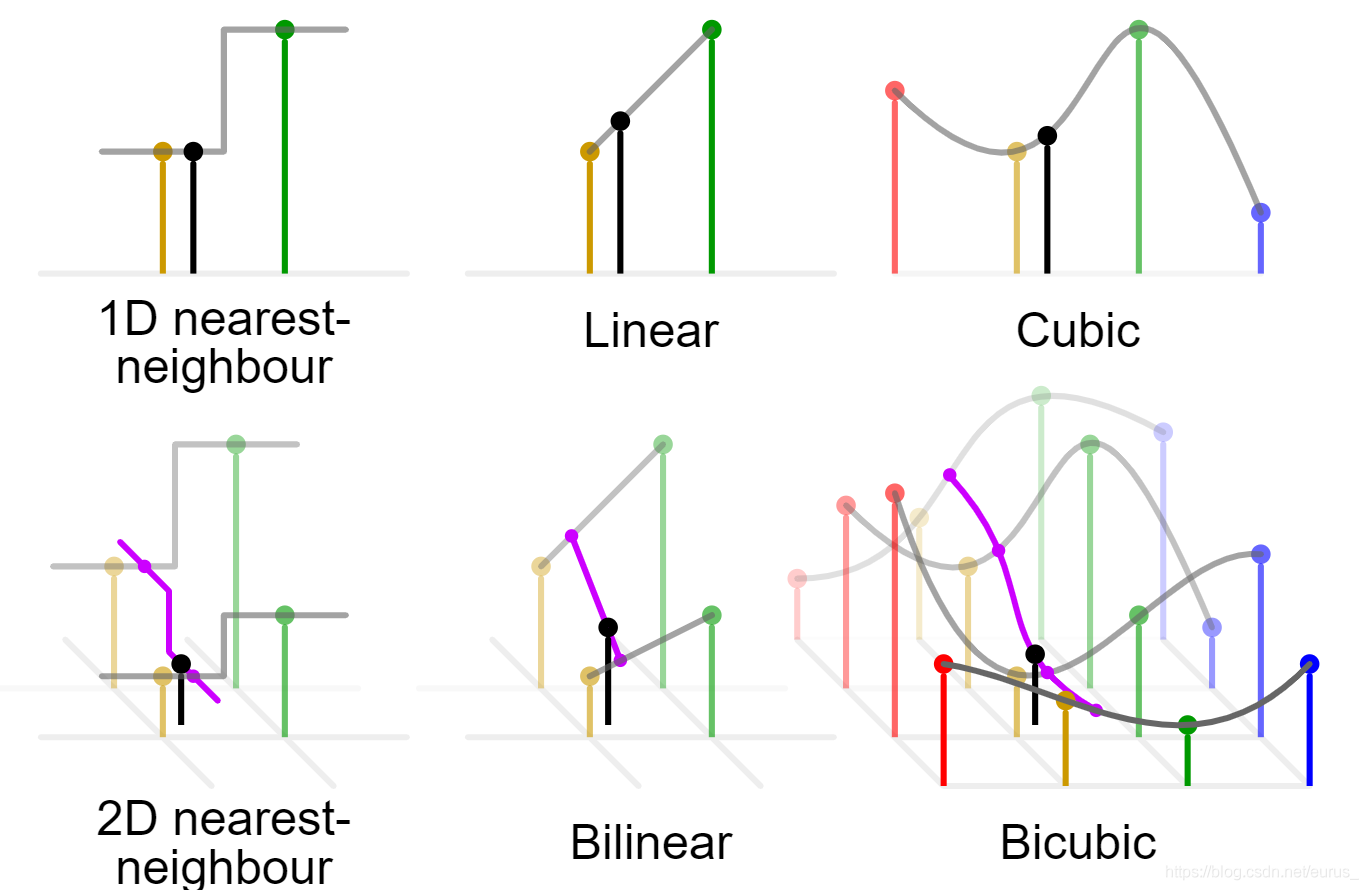 1D nearest-
neighbour
Linear
Cubic
2D nearest-
neighbour
Bilinear
Bicubic
https://blog.csdn.net/eurus_